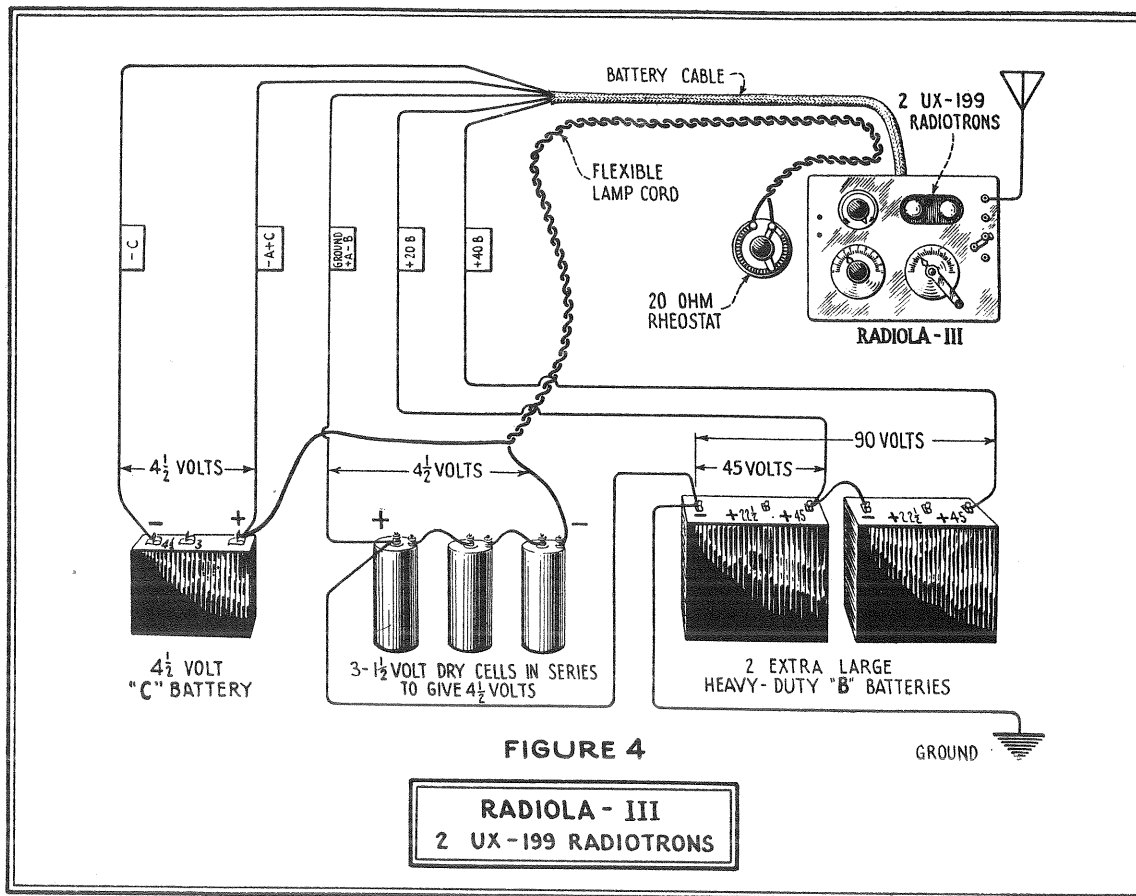 BATTERY CABLE
2 UX-199
RADIOTRONS
FLEXIBLE
LAMP CORD
-C
-A+C
GROUND
+A-B
+20 B
+40 B
20 OHM
RHEOSTAT
RADIOLA-III
4½ VOLTS
4½ VOLTS
90 VOLTS
45 VOLTS
- +
4½ 3
+ -
- +22½ +45
- +22½ +45
4½ VOLT
"C" BATTERY
3-1½ VOLT DRY CELLS IN SERIES
TO GIVE 4½ VOLTS
2 EXTRA LARGE
HEAVY-DUTY "B" BATTERIES
GROUND
FIGURE 4
RADIOLA - III
2 UX-199 RADIOTRONS